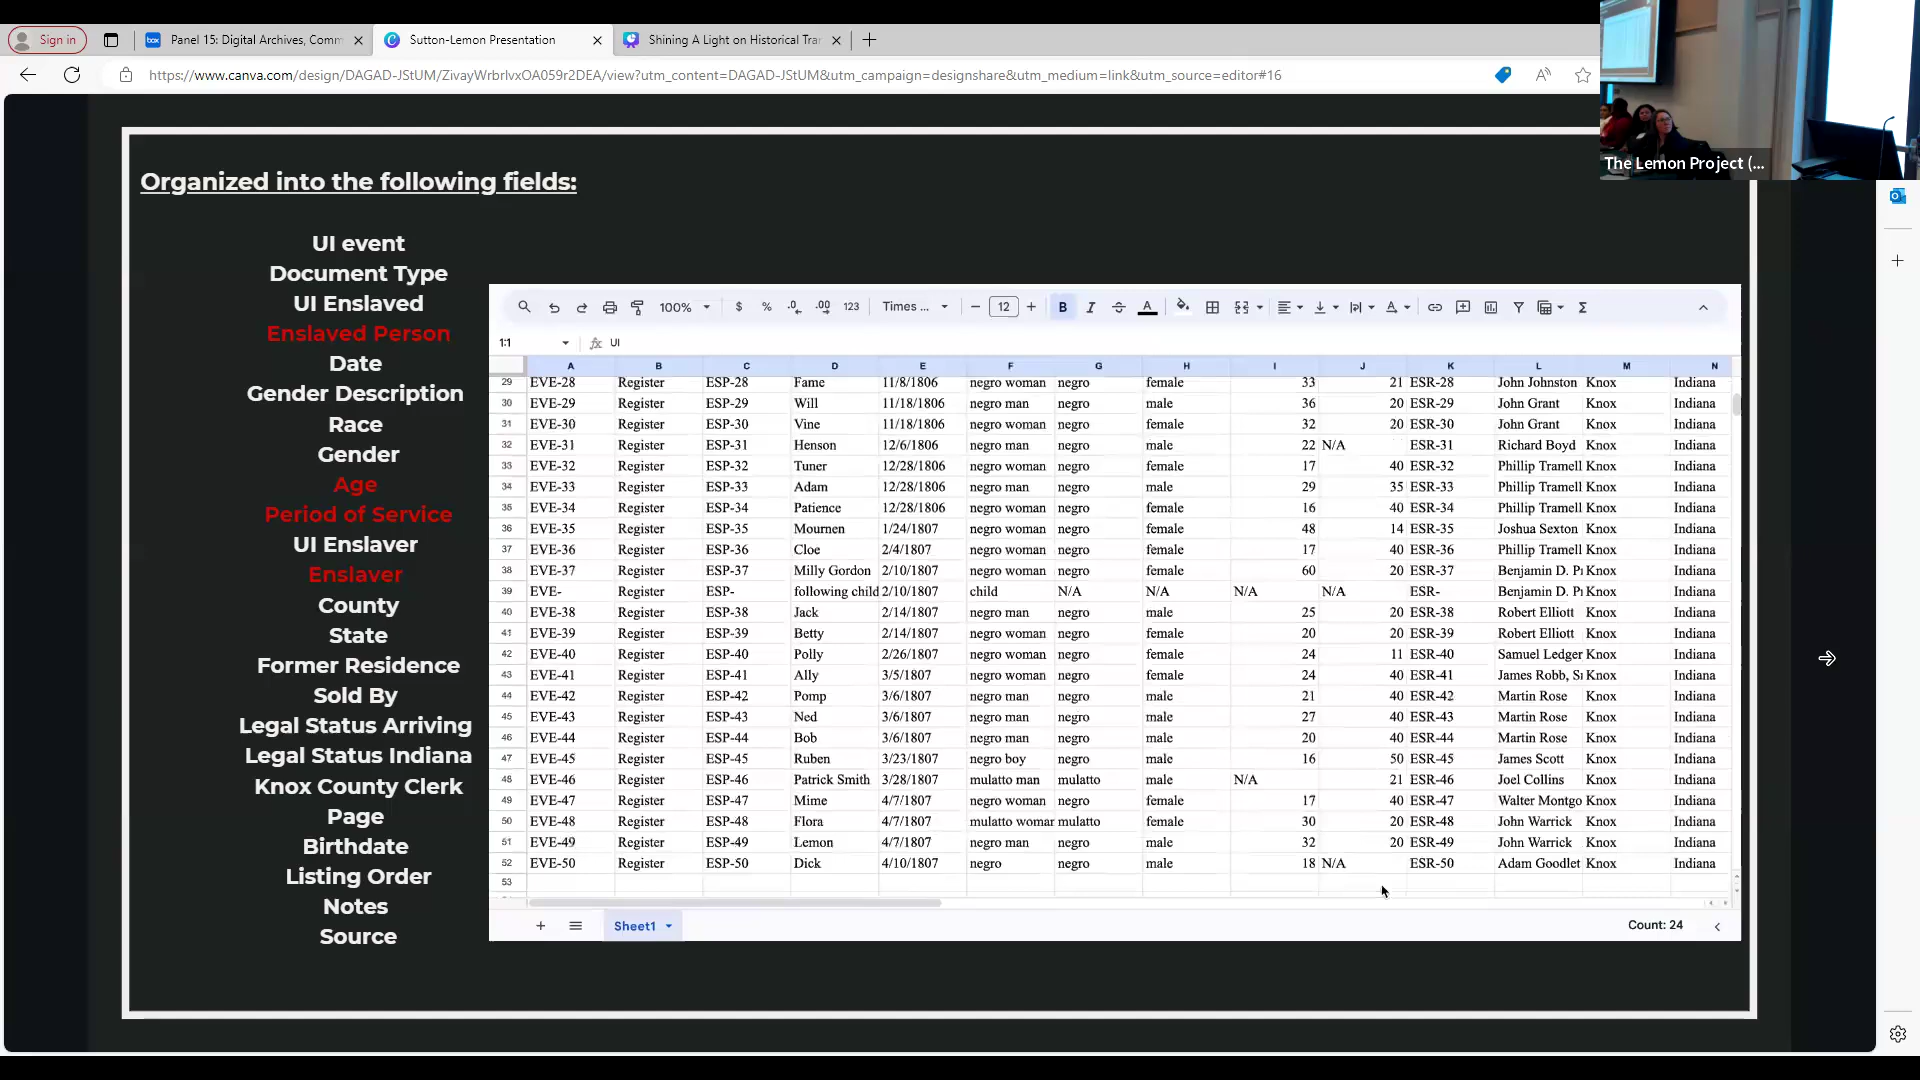 Sign in
Panel 15: Digital Archives, Comm
Sutton-Lemon Presentation
Shining A Light on Historical Tra
https://www.canva.com/design/DAGAD-JStUM/ZivayWrbrIvxOA059r2DEA/view?utm_content=DAGAD-JStUM&utm_campaign=designshare&utm_medium=link&utm_source=editor#16
The Lemon Project (...
Organized into the following fields:
UI event
Document Type
UI Enslaved
Enslaved Person
Date
Gender Description
Race
Gender
Age
Period of Service
UI Enslaver
Enslaver
County
State
Former Residence
Sold By
Legal Status Arriving
Legal Status Indiana
Knox County Clerk
Page
Birthdate
Listing Order
Notes
Source
100% $ % .0 .00 123 Times ... 12 B I A
1:1 fx UI
A B C D E F G H I J K L M N
29 EVE-28 Register ESP-28 Fame 11/8/1806 negro woman negro female 33 21 ESR-28 John Johnston Knox Indiana
30 EVE-29 Register ESP-29 Will 11/18/1806 negro man negro male 36 20 ESR-29 John Grant Knox Indiana
31 EVE-30 Register ESP-30 Vine 11/18/1806 negro woman negro female 32 20 ESR-30 John Grant Knox Indiana
32 EVE-31 Register ESP-31 Henson 12/6/1806 negro man negro male 22 N/A ESR-31 Richard Boyd Knox Indiana
33 EVE-32 Register ESP-32 Tuner 12/28/1806 negro woman negro female 17 40 ESR-32 Phillip Tramell Knox Indiana
34 EVE-33 Register ESP-33 Adam 12/28/1806 negro man negro male 29 35 ESR-33 Phillip Tramell Knox Indiana
35 EVE-34 Register ESP-34 Patience 12/28/1806 negro woman negro female 16 40 ESR-34 Phillip Tramell Knox Indiana
36 EVE-35 Register ESP-35 Mournen 1/24/1807 negro woman negro female 48 14 ESR-35 Joshua Sexton Knox Indiana
37 EVE-36 Register ESP-36 Cloe 2/4/1807 negro woman negro female 17 40 ESR-36 Phillip Tramell Knox Indiana
38 EVE-37 Register ESP-37 Milly Gordon 2/10/1807 negro woman negro female 60 20 ESR-37 Benjamin D. Pr Knox Indiana
39 EVE- Register ESP- following child 2/10/1807 child N/A N/A N/A N/A ESR- Benjamin D. Pr Knox Indiana
40 EVE-38 Register ESP-38 Jack 2/14/1807 negro man negro male 25 20 ESR-38 Robert Elliott Knox Indiana
41 EVE-39 Register ESP-39 Betty 2/14/1807 negro woman negro female 20 20 ESR-39 Robert Elliott Knox Indiana
42 EVE-40 Register ESP-40 Polly 2/26/1807 negro woman negro female 24 11 ESR-40 Samuel Ledger Knox Indiana
43 EVE-41 Register ESP-41 Ally 3/5/1807 negro woman negro female 24 40 ESR-41 James Robb, Sr Knox Indiana
44 EVE-42 Register ESP-42 Pomp 3/6/1807 negro man negro male 21 40 ESR-42 Martin Rose Knox Indiana
45 EVE-43 Register ESP-43 Ned 3/6/1807 negro man negro male 27 40 ESR-43 Martin Rose Knox Indiana
46 EVE-44 Register ESP-44 Bob 3/6/1807 negro man negro male 20 40 ESR-44 Martin Rose Knox Indiana
47 EVE-45 Register ESP-45 Ruben 3/23/1807 negro boy negro male 16 50 ESR-45 James Scott Knox Indiana
48 EVE-46 Register ESP-46 Patrick Smith 3/28/1807 mulatto man mulatto male N/A 21 ESR-46 Joel Collins Knox Indiana
49 EVE-47 Register ESP-47 Mime 4/7/1807 negro woman negro female 17 40 ESR-47 Walter Montgo Knox Indiana
50 EVE-48 Register ESP-48 Flora 4/7/1807 mulatto womar mulatto female 30 20 ESR-48 John Warrick Knox Indiana
51 EVE-49 Register ESP-49 Lemon 4/7/1807 negro man negro male 32 20 ESR-49 John Warrick Knox Indiana
52 EVE-50 Register ESP-50 Dick 4/10/1807 negro negro male 18 N/A ESR-50 Adam Goodlet Knox Indiana
53
Sheet1
Count: 24